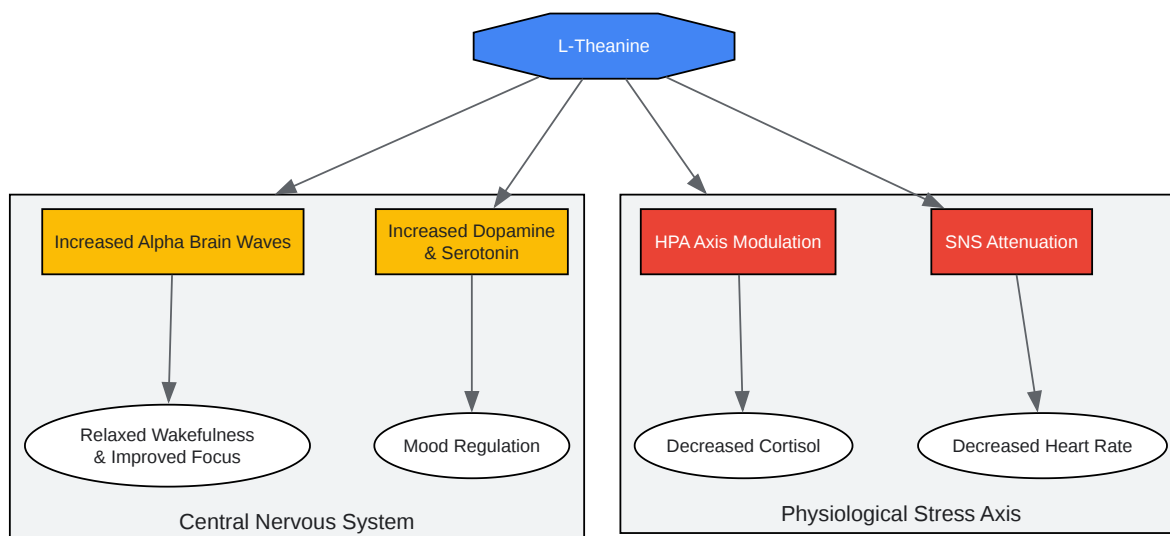 L-Theanine
Increased Alpha Brain Waves
Increased Dopamine
& Serotonin
HPA Axis Modulation
SNS Attenuation
Relaxed Wakefulness
& Improved Focus
Mood Regulation
Decreased Cortisol
Decreased Heart Rate
Central Nervous System
Physiological Stress Axis